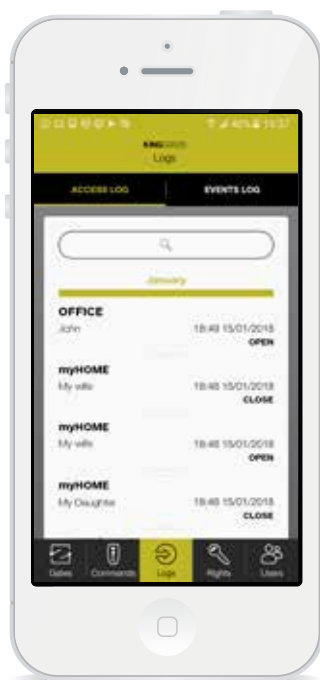 Logs
ACCESS LOG EVENTS LOG
January
OFFICE
John 18:49 15/01/2018
OPEN
myHOME
My wife 18:48 15/01/2018
CLOSE
myHOME
My wife 18:48 15/01/2018
OPEN
myHOME
My Daughter 18:48 15/01/2018
CLOSE
Gates Commands Logs Rights Users